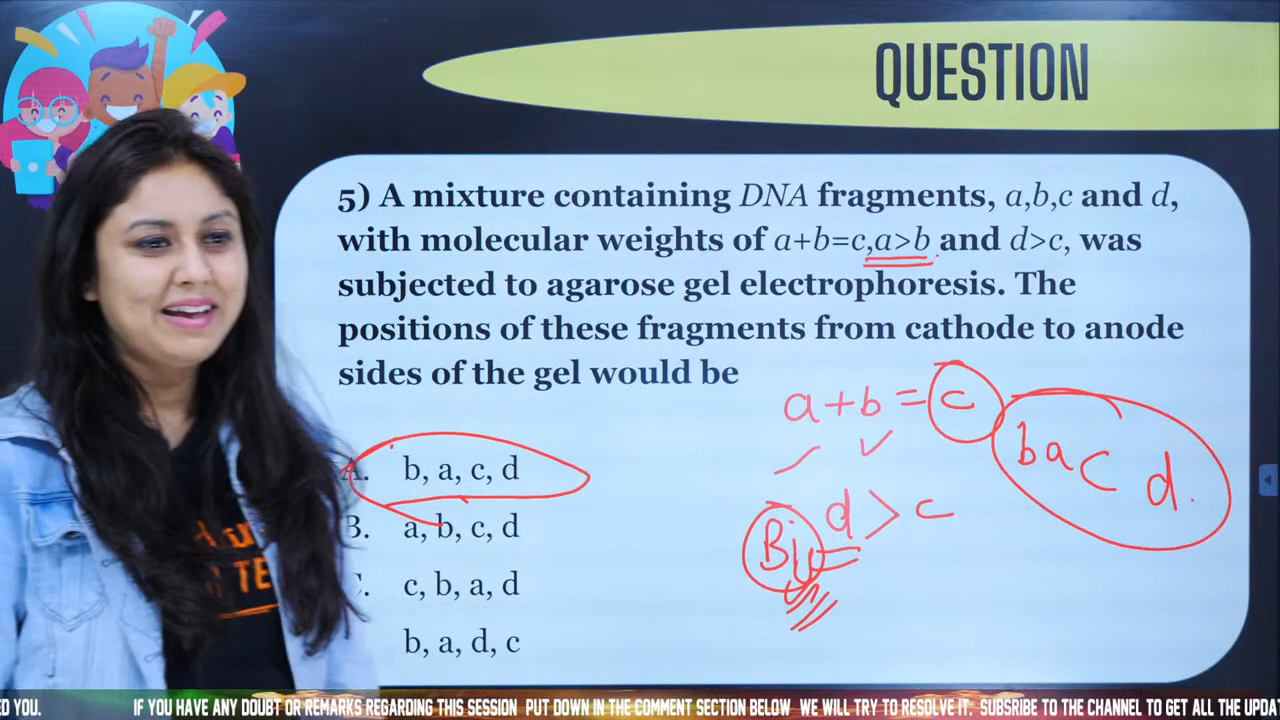 QUESTION
5) A mixture containing DNA fragments, a,b,c and d,
with molecular weights of a+b=c,a>b and d>c, was
subjected to agarose gel electrophoresis. The
positions of these fragments from cathode to anode
sides of the gel would be
a+b=c
b a c d.
A. b, a, c, d
d>c
B. a, b, c, d
C. c, b, a, d
b, a, d, c
ED YOU. IF YOU HAVE ANY DOUBT OR REMARKS REGARDING THIS SESSION PUT DOWN IN THE COMMENT SECTION BELOW WE WILL TRY TO RESOLVE IT. SUBSCRIBE TO THE CHANNEL TO GET ALL THE UPDA